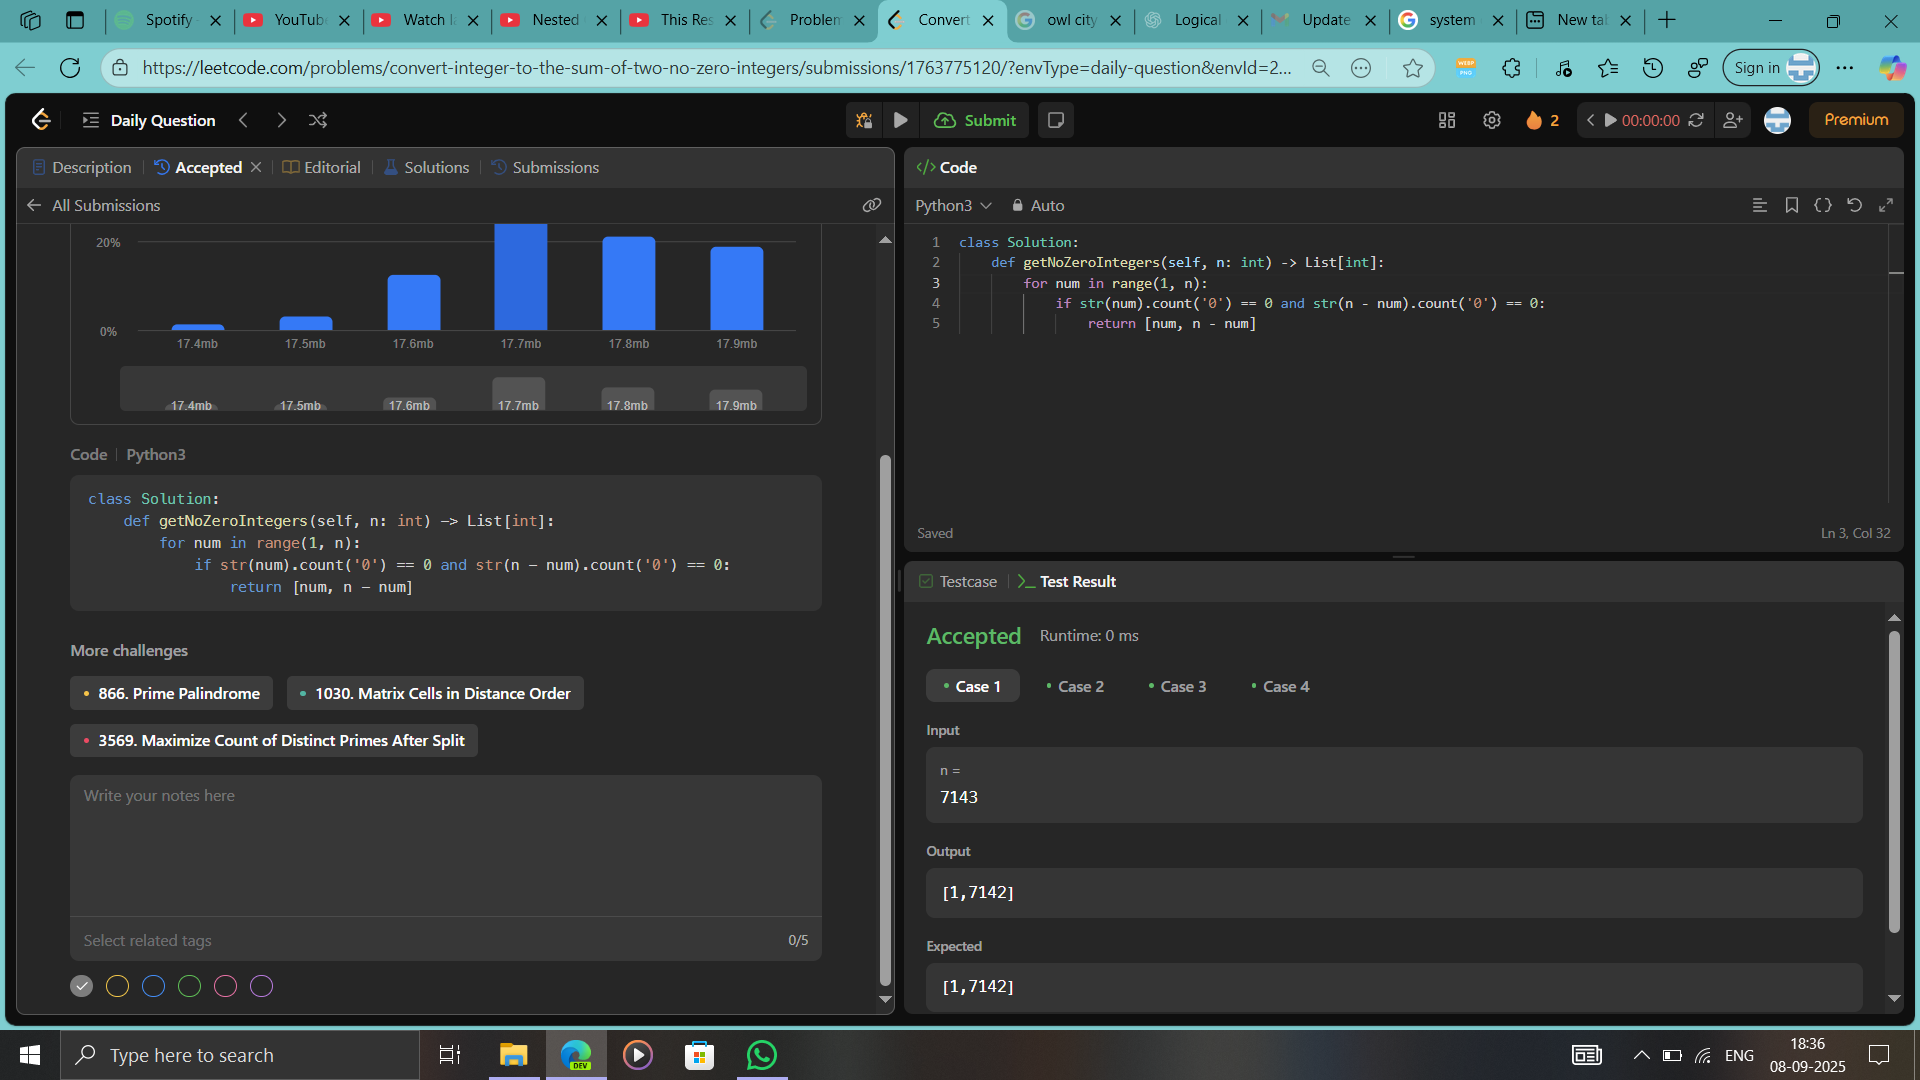 Spotify
YouTub
Watch l
Nested
This Res
Problem
Convert
owl city
Logical
Update
system
New tal
https://leetcode.com/problems/convert-integer-to-the-sum-of-two-no-zero-integers/submissions/1763775120/?envType=daily-question&envId=2...
WEBP
PNG
Sign in
Daily Question
Submit
2
00:00:00
Premium
Description
Accepted
Editorial
Solutions
Submissions
All Submissions
20%
0%
17.4mb 17.5mb 17.6mb 17.7mb 17.8mb 17.9mb
17.4mb 17.5mb 17.6mb 17.7mb 17.8mb 17.9mb
Code | Python3
class Solution:
    def getNoZeroIntegers(self, n: int) -> List[int]:
        for num in range(1, n):
            if str(num).count('0') == 0 and str(n - num).count('0') == 0:
                return [num, n - num]
More challenges
• 866. Prime Palindrome
• 1030. Matrix Cells in Distance Order
• 3569. Maximize Count of Distinct Primes After Split
Write your notes here
Select related tags
0/5
</> Code
Python3
Auto
1 class Solution:
2     def getNoZeroIntegers(self, n: int) -> List[int]:
3         for num in range(1, n):
4             if str(num).count('0') == 0 and str(n - num).count('0') == 0:
5                 return [num, n - num]
Saved
Ln 3, Col 32
Testcase
>_ Test Result
Accepted
Runtime: 0 ms
• Case 1
• Case 2
• Case 3
• Case 4
Input
n =
7143
Output
[1,7142]
Expected
[1,7142]
Type here to search
DEV
ENG
18:36
08-09-2025